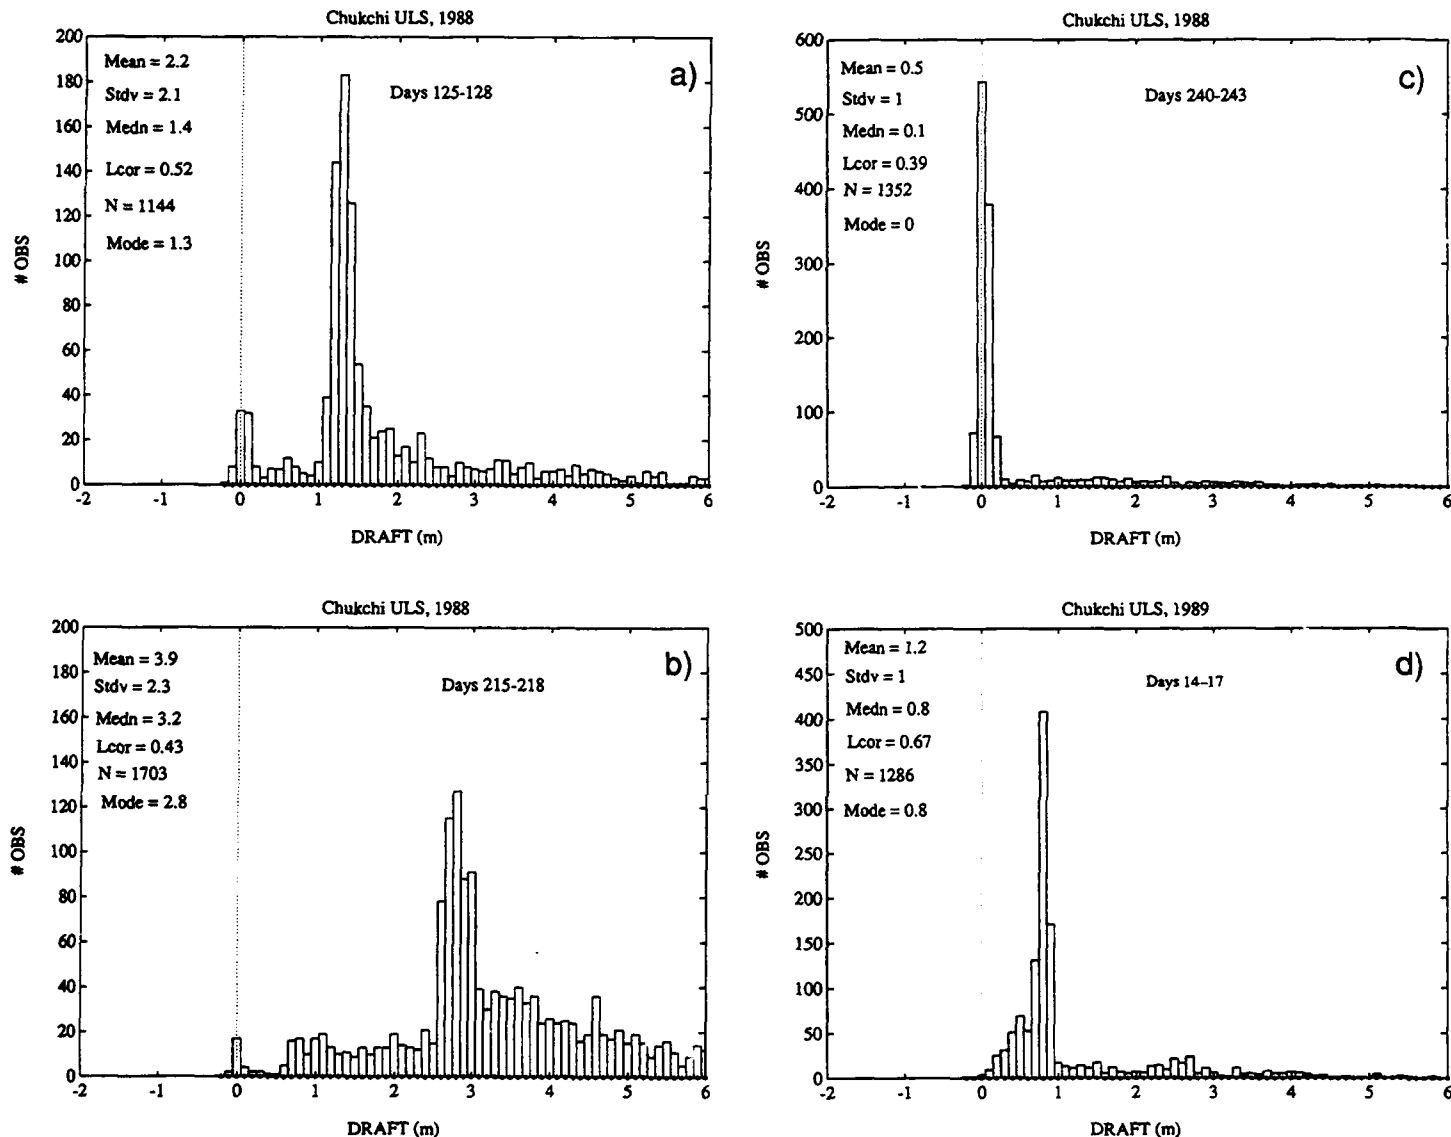 Chukchi ULS, 1988
a)
Days 125-128
Mean = 2.2
Stdv = 2.1
Medn = 1.4
Lcor = 0.52
N = 1144
Mode = 1.3
# OBS
200
180
160
140
120
100
80
60
40
20
0
-2 -1 0 1 2 3 4 5 6
DRAFT (m)
Chukchi ULS, 1988
c)
Days 240-243
Mean = 0.5
Stdv = 1
Medn = 0.1
Lcor = 0.39
N = 1352
Mode = 0
# OBS
600
500
400
300
200
100
0
-2 -1 0 1 2 3 4 5 6
DRAFT (m)
Chukchi ULS, 1988
b)
Days 215-218
Mean = 3.9
Stdv = 2.3
Medn = 3.2
Lcor = 0.43
N = 1703
Mode = 2.8
# OBS
200
180
160
140
120
100
80
60
40
20
0
-2 -1 0 1 2 3 4 5 6
DRAFT (m)
Chukchi ULS, 1989
d)
Days 14–17
Mean = 1.2
Stdv = 1
Medn = 0.8
Lcor = 0.67
N = 1286
Mode = 0.8
# OBS
500
450
400
350
300
250
200
150
100
50
0
-2 -1 0 1 2 3 4 5 6
DRAFT (m)